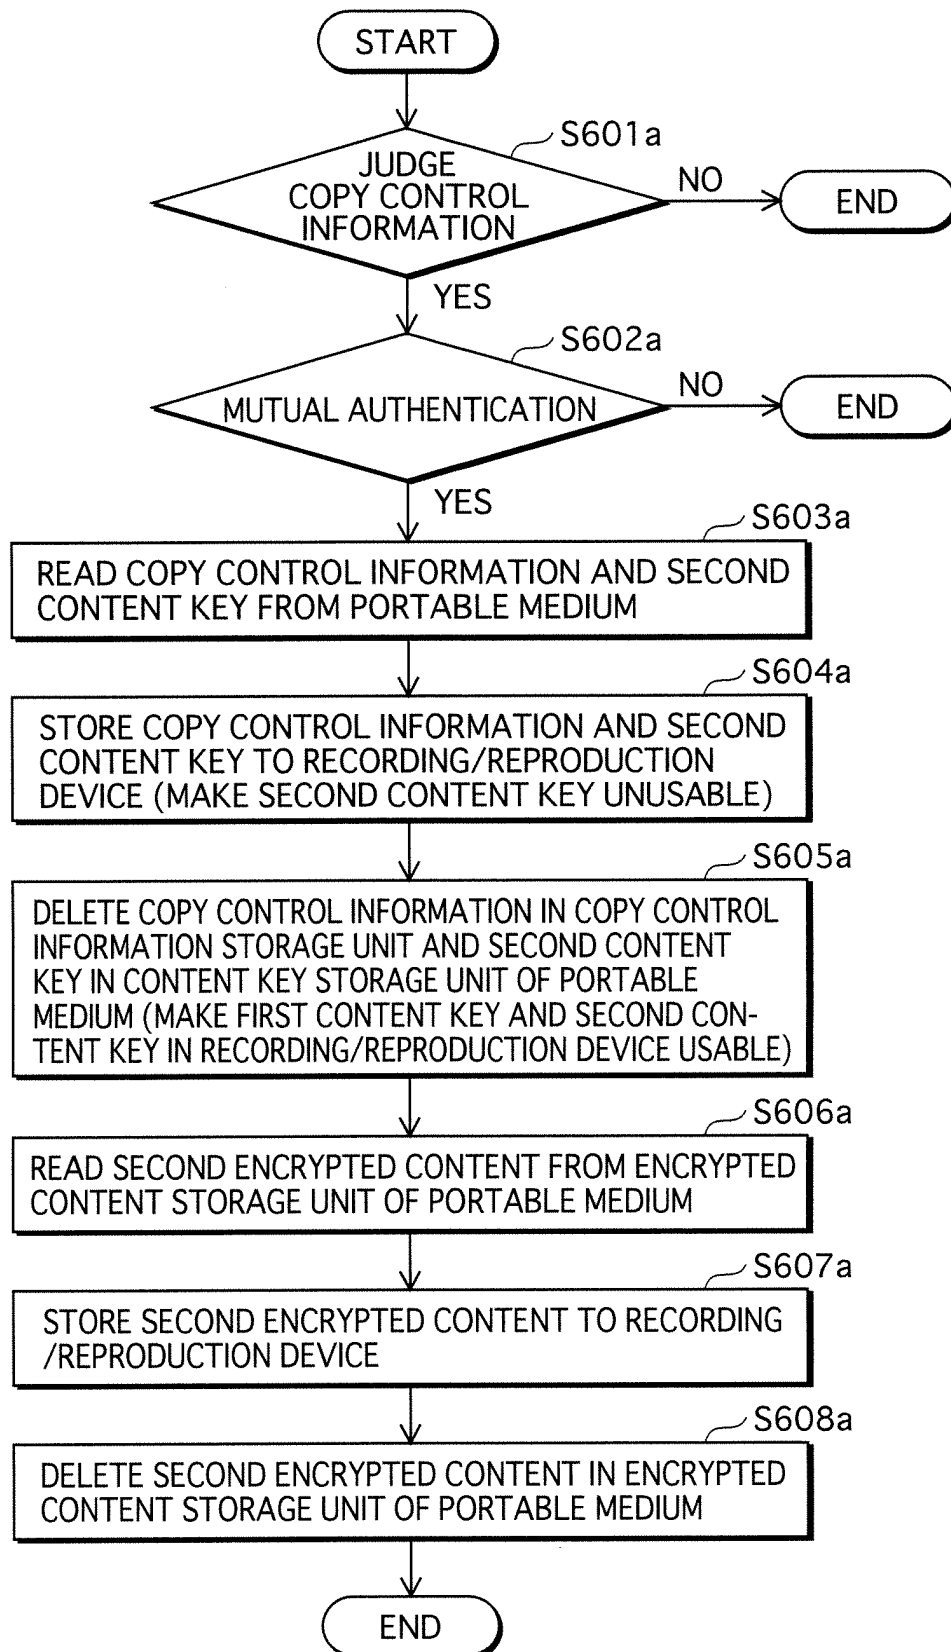 START
S601a
JUDGE
COPY CONTROL
INFORMATION
NO
END
YES
S602a
MUTUAL AUTHENTICATION
NO
END
YES
S603a
READ COPY CONTROL INFORMATION AND SECOND
CONTENT KEY FROM PORTABLE MEDIUM
S604a
STORE COPY CONTROL INFORMATION AND SECOND
CONTENT KEY TO RECORDING/REPRODUCTION
DEVICE (MAKE SECOND CONTENT KEY UNUSABLE)
S605a
DELETE COPY CONTROL INFORMATION IN COPY CONTROL
INFORMATION STORAGE UNIT AND SECOND CONTENT
KEY IN CONTENT KEY STORAGE UNIT OF PORTABLE
MEDIUM (MAKE FIRST CONTENT KEY AND SECOND CON-
TENT KEY IN RECORDING/REPRODUCTION DEVICE USABLE)
S606a
READ SECOND ENCRYPTED CONTENT FROM ENCRYPTED
CONTENT STORAGE UNIT OF PORTABLE MEDIUM
S607a
STORE SECOND ENCRYPTED CONTENT TO RECORDING
/REPRODUCTION DEVICE
S608a
DELETE SECOND ENCRYPTED CONTENT IN ENCRYPTED
CONTENT STORAGE UNIT OF PORTABLE MEDIUM
END